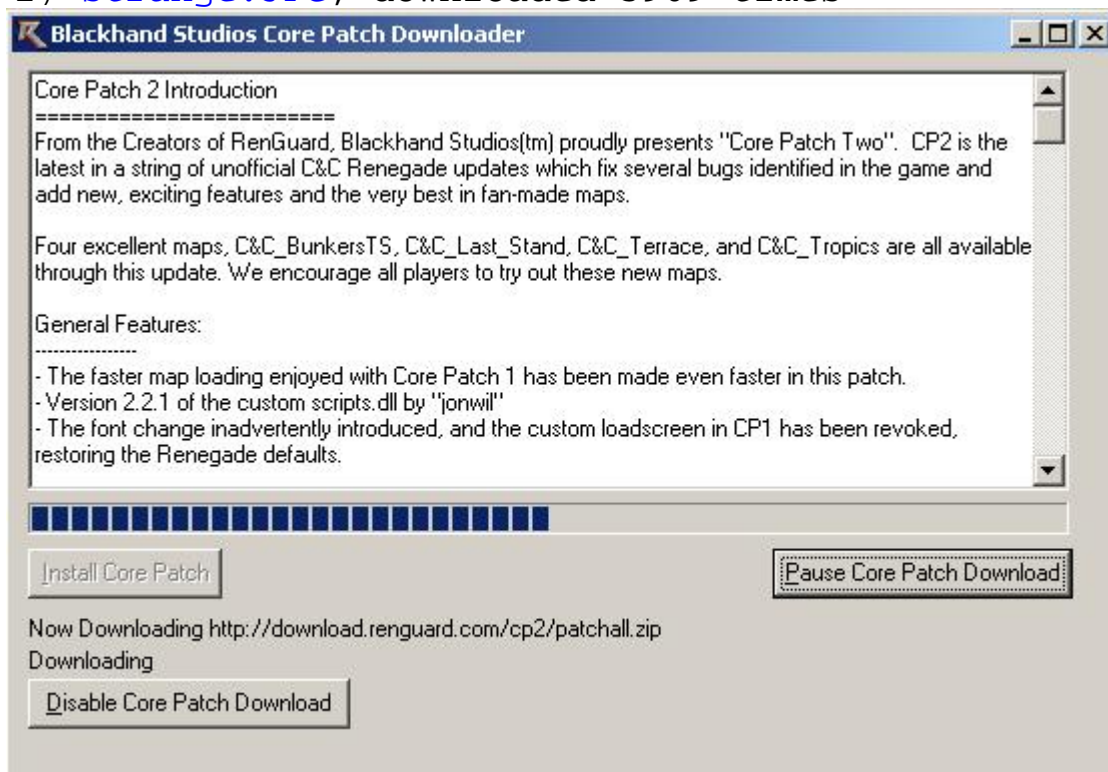 Blackhand Studios Core Patch Downloader
Core Patch 2 Introduction
=========================
From the Creators of RenGuard, Blackhand Studios(tm) proudly presents "Core Patch Two".  CP2 is the
latest in a string of unofficial C&C Renegade updates which fix several bugs identified in the game and
add new, exciting features and the very best in fan-made maps.
Four excellent maps, C&C_BunkersTS, C&C_Last_Stand, C&C_Terrace, and C&C_Tropics are all available
through this update. We encourage all players to try out these new maps.
General Features:
----------------
- The faster map loading enjoyed with Core Patch 1 has been made even faster in this patch.
- Version 2.2.1 of the custom scripts.dll by "jonwil"
- The font change inadvertently introduced, and the custom loadscreen in CP1 has been revoked,
restoring the Renegade defaults.
Install Core Patch
Pause Core Patch Download
Now Downloading http://download.renguard.com/cp2/patchall.zip
Downloading
Disable Core Patch Download